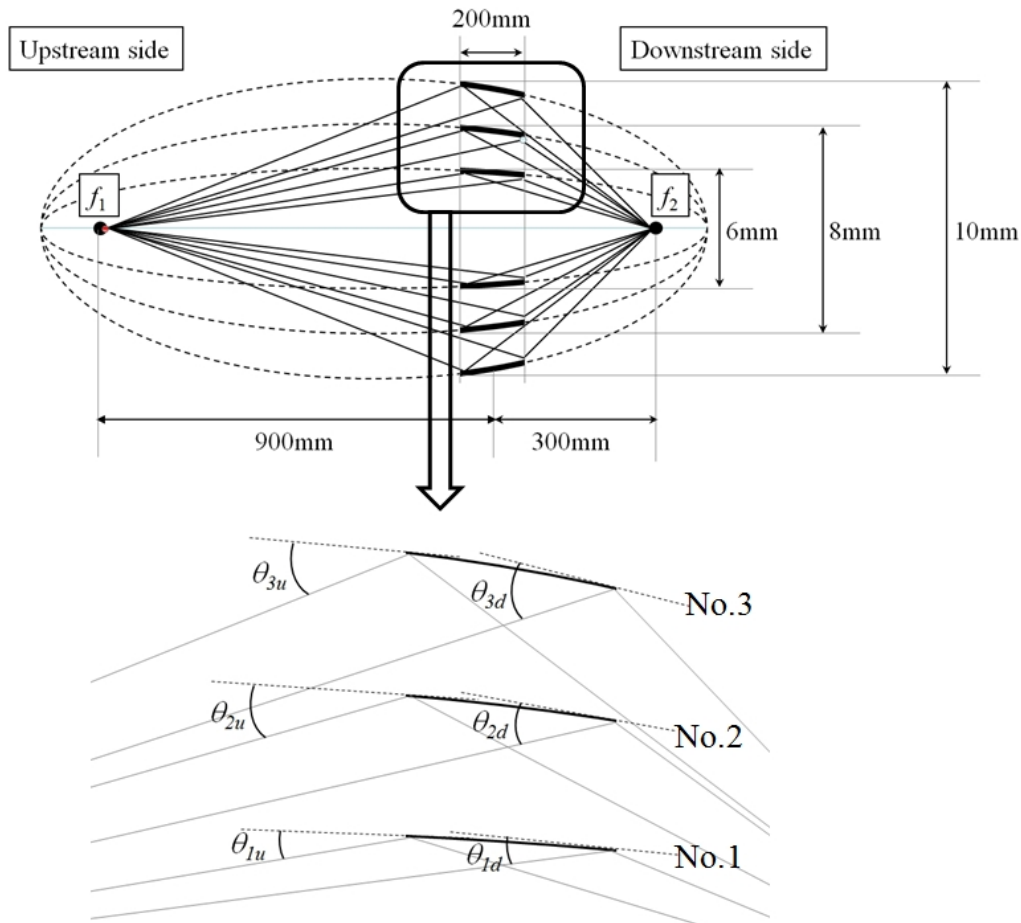 200mm
Upstream side
Downstream side
f1
f2
6mm
8mm
10mm
900mm
300mm
θ3u
θ3d
No.3
θ2u
θ2d
No.2
θ1u
θ1d
No.1